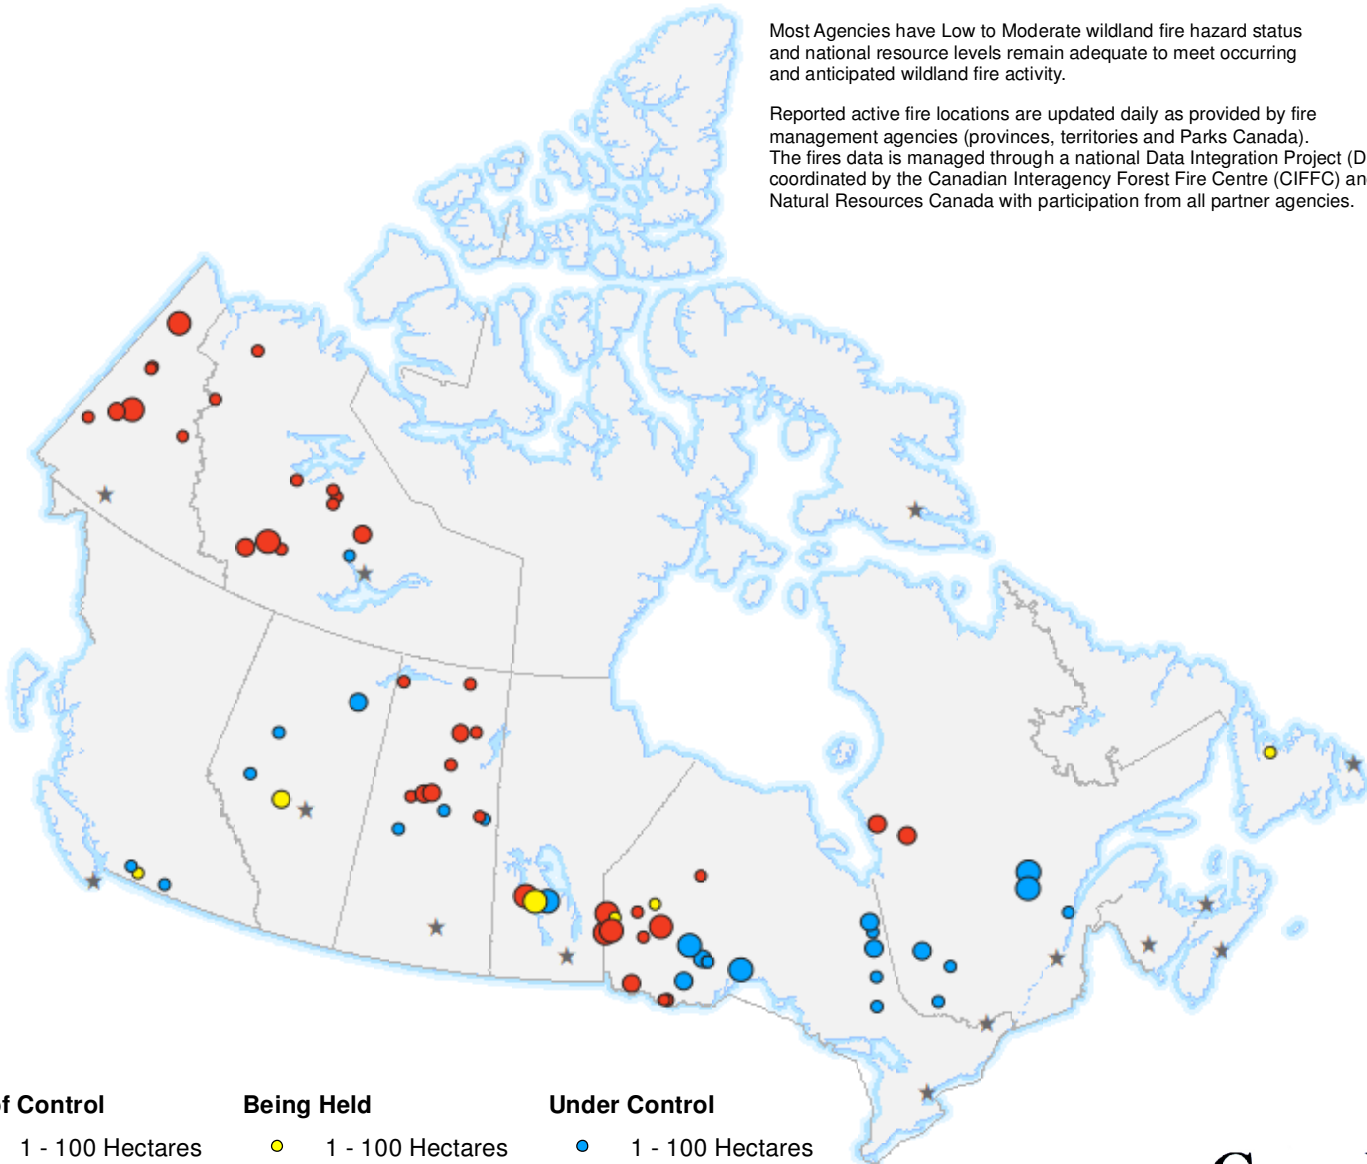 Most Agencies have Low to Moderate wildland fire hazard status
and national resource levels remain adequate to meet occurring
and anticipated wildland fire activity.
Reported active fire locations are updated daily as provided by fire
management agencies (provinces, territories and Parks Canada).
The fires data is managed through a national Data Integration Project (D
coordinated by the Canadian Interagency Forest Fire Centre (CIFFC) an
Natural Resources Canada with participation from all partner agencies.
of Control Being Held Under Control
1 - 100 Hectares 1 - 100 Hectares 1 - 100 Hectares